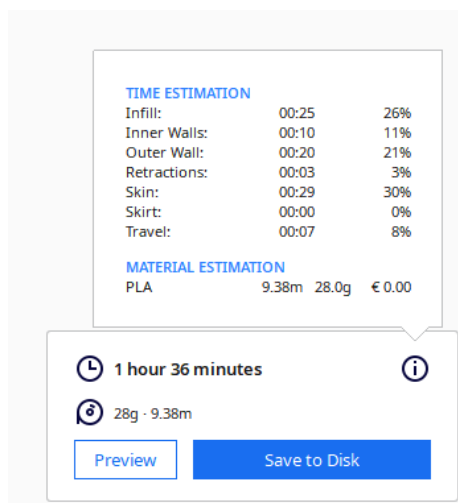 TIME ESTIMATION
Infill: 00:25 26%
Inner Walls: 00:10 11%
Outer Wall: 00:20 21%
Retractions: 00:03 3%
Skin: 00:29 30%
Skirt: 00:00 0%
Travel: 00:07 8%
MATERIAL ESTIMATION
PLA 9.38m 28.0g € 0.00
1 hour 36 minutes
28g · 9.38m
Preview Save to Disk